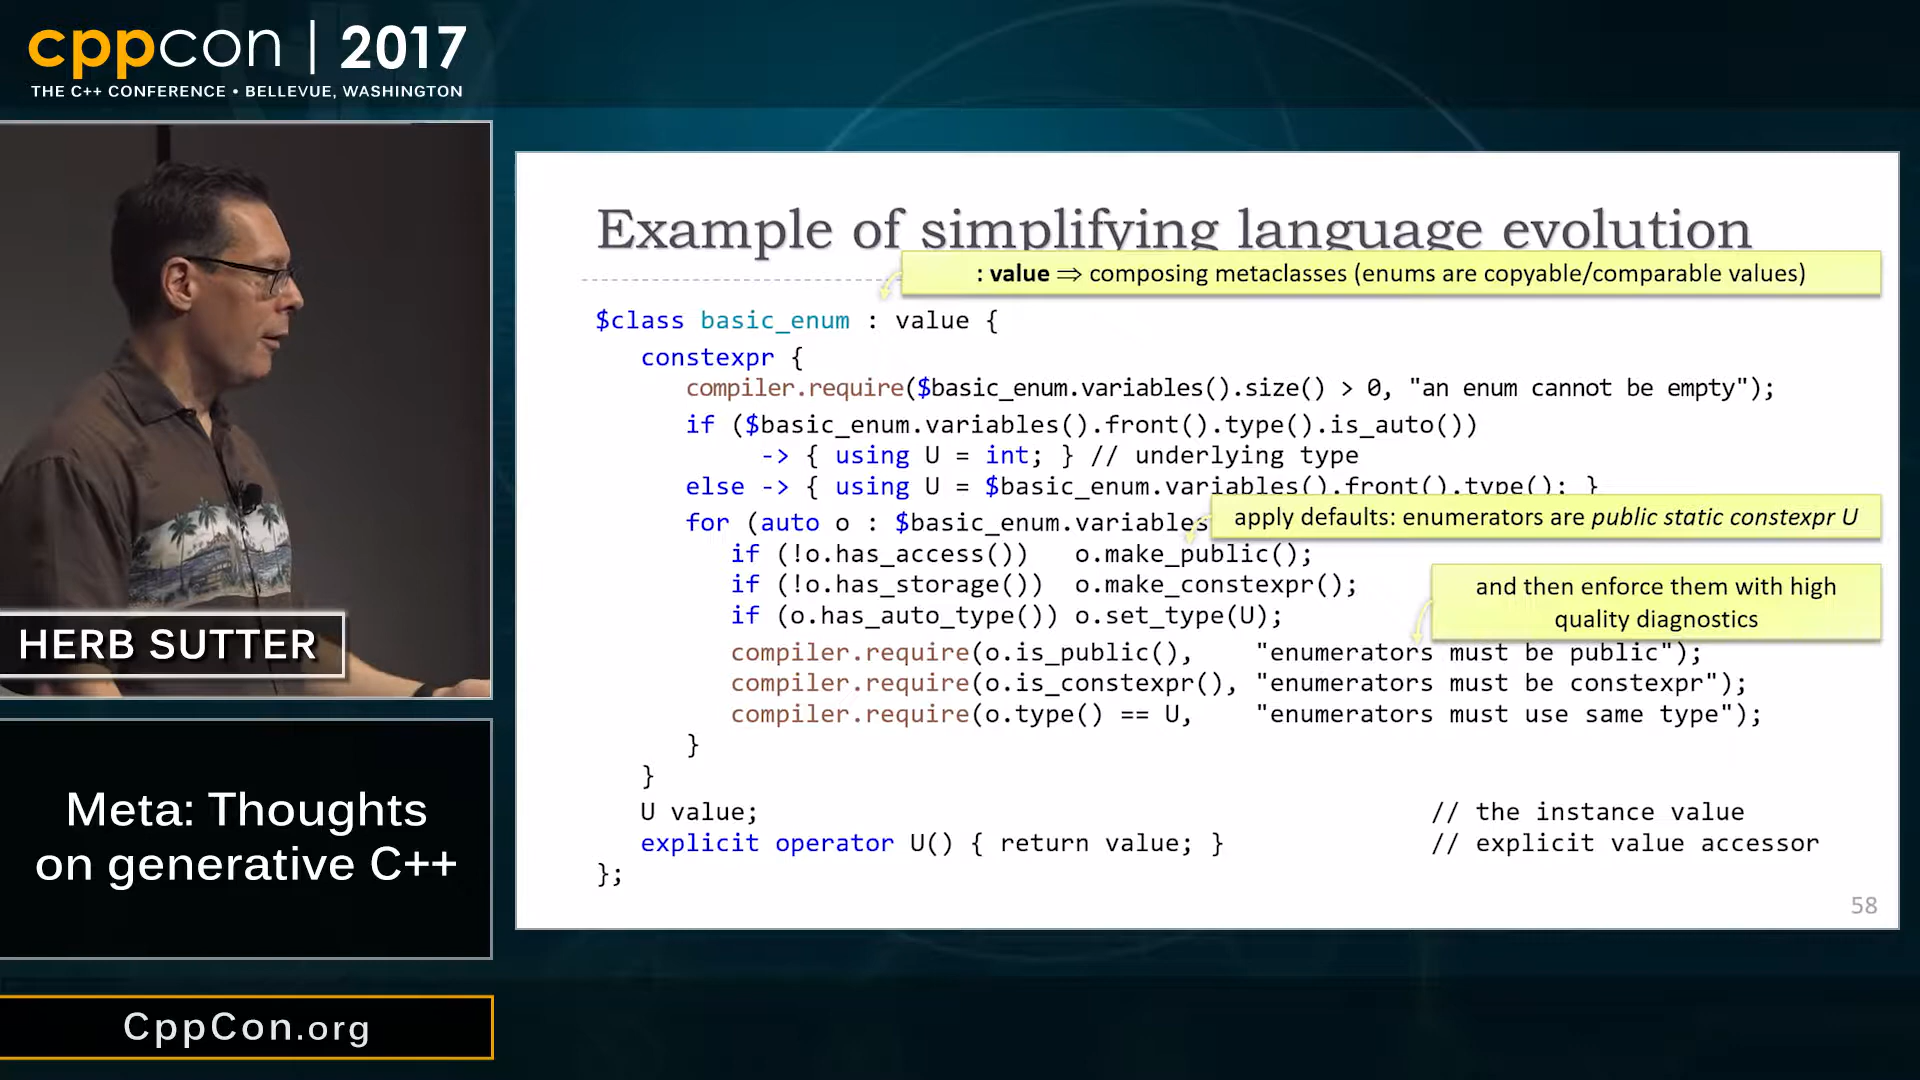 cppcon | 2017
THE C++ CONFERENCE • BELLEVUE, WASHINGTON
HERB SUTTER
Meta: Thoughts
on generative C++
CppCon.org
Example of simplifying language evolution
: value ⇒ composing metaclasses (enums are copyable/comparable values)
$class basic_enum : value {
constexpr {
compiler.require($basic_enum.variables().size() > 0, "an enum cannot be empty");
if ($basic_enum.variables().front().type().is_auto())
-> { using U = int; } // underlying type
else -> { using U = $basic_enum.variables().front().type(); }
for (auto o : $basic_enum.variables
apply defaults: enumerators are public static constexpr U
if (!o.has_access()) o.make_public();
if (!o.has_storage()) o.make_constexpr();
and then enforce them with high
quality diagnostics
if (o.has_auto_type()) o.set_type(U);
compiler.require(o.is_public(), "enumerators must be public");
compiler.require(o.is_constexpr(), "enumerators must be constexpr");
compiler.require(o.type() == U, "enumerators must use same type");
}
}
U value; // the instance value
explicit operator U() { return value; } // explicit value accessor
};
58